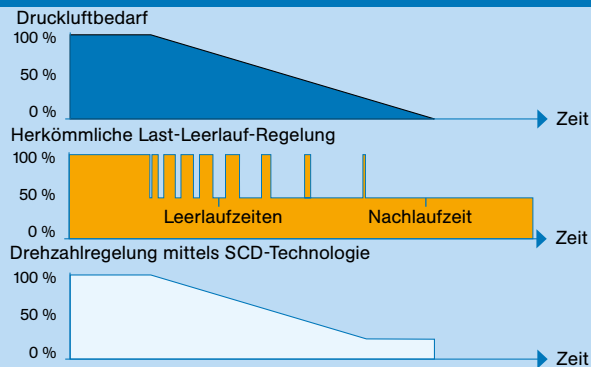 Druckluftbedarf
100 %
50 %
0 %
Zeit
Herkömmliche Last-Leerlauf-Regelung
100 %
50 %
Leerlaufzeiten Nachlaufzeit
0 %
Zeit
Drehzahlregelung mittels SCD-Technologie
100 %
50 %
0 %
Zeit